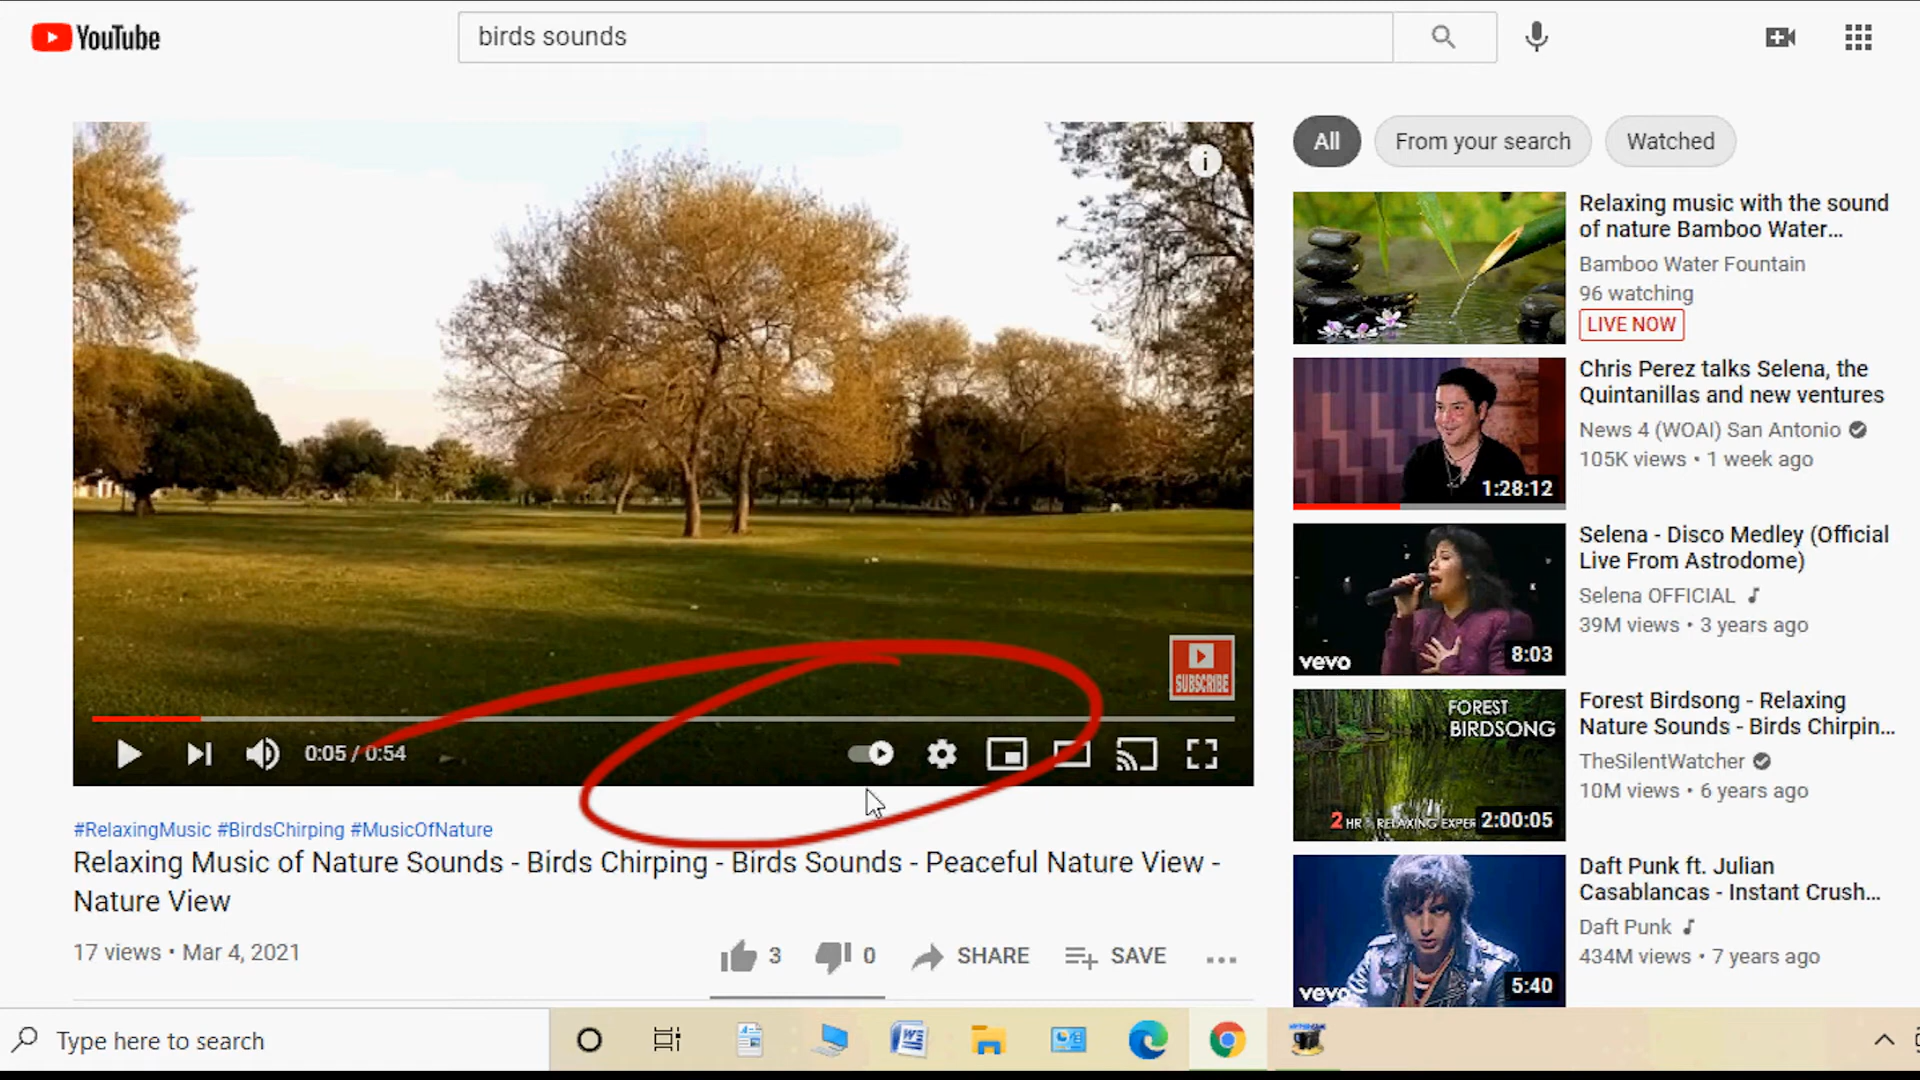 YouTube
birds sounds
All
From your search
Watched
Relaxing music with the sound
of nature Bamboo Water...
Bamboo Water Fountain
96 watching
LIVE NOW
Chris Perez talks Selena, the
Quintanillas and new ventures
News 4 (WOAI) San Antonio
105K views • 1 week ago
1:28:12
Selena - Disco Medley (Official
Live From Astrodome)
Selena OFFICIAL
39M views • 3 years ago
vevo
8:03
SUBSCRIBE
0:05 / 0:54
FOREST
BIRDSONG
2 HR RELAXING EXPER
2:00:05
Forest Birdsong - Relaxing
Nature Sounds - Birds Chirpin...
TheSilentWatcher
10M views • 6 years ago
#RelaxingMusic #BirdsChirping #MusicOfNature
Relaxing Music of Nature Sounds - Birds Chirping - Birds Sounds - Peaceful Nature View -
Nature View
17 views • Mar 4, 2021
3
0
SHARE
SAVE
vevo
5:40
Daft Punk ft. Julian
Casablancas - Instant Crush...
Daft Punk
434M views • 7 years ago
Type here to search